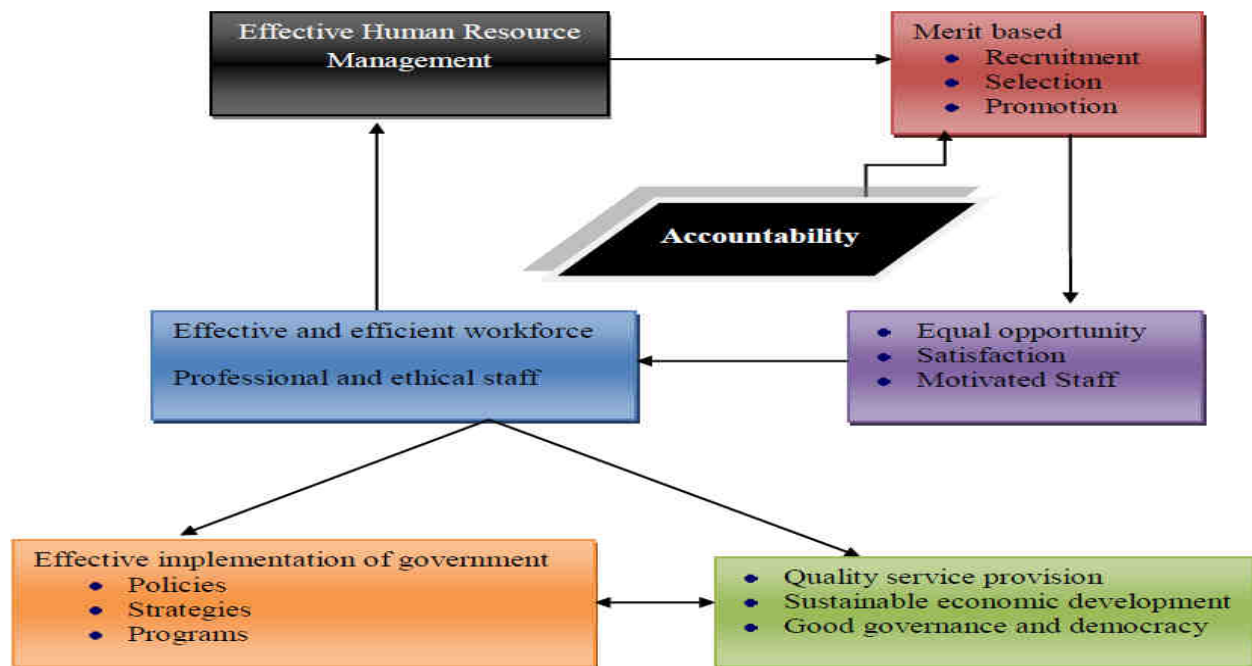 Effective Human Resource
Management
Merit based
• Recruitment
• Selection
• Promotion
Accountability
Effective and efficient workforce
Professional and ethical staff
• Equal opportunity
• Satisfaction
• Motivated Staff
Effective implementation of government
• Policies
• Strategies
• Programs
• Quality service provision
• Sustainable economic development
• Good governance and democracy